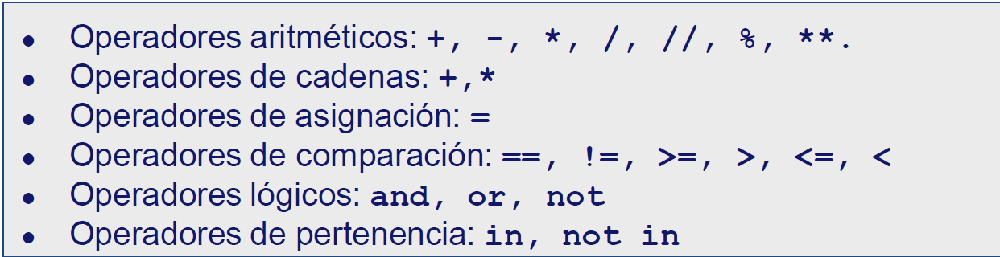 • Operadores aritméticos: +, -, *, /, //, %, **.
• Operadores de cadenas: +,*
• Operadores de asignación: =
• Operadores de comparación: ==, !=, >=, >, <=, <
• Operadores lógicos: and, or, not
• Operadores de pertenencia: in, not in